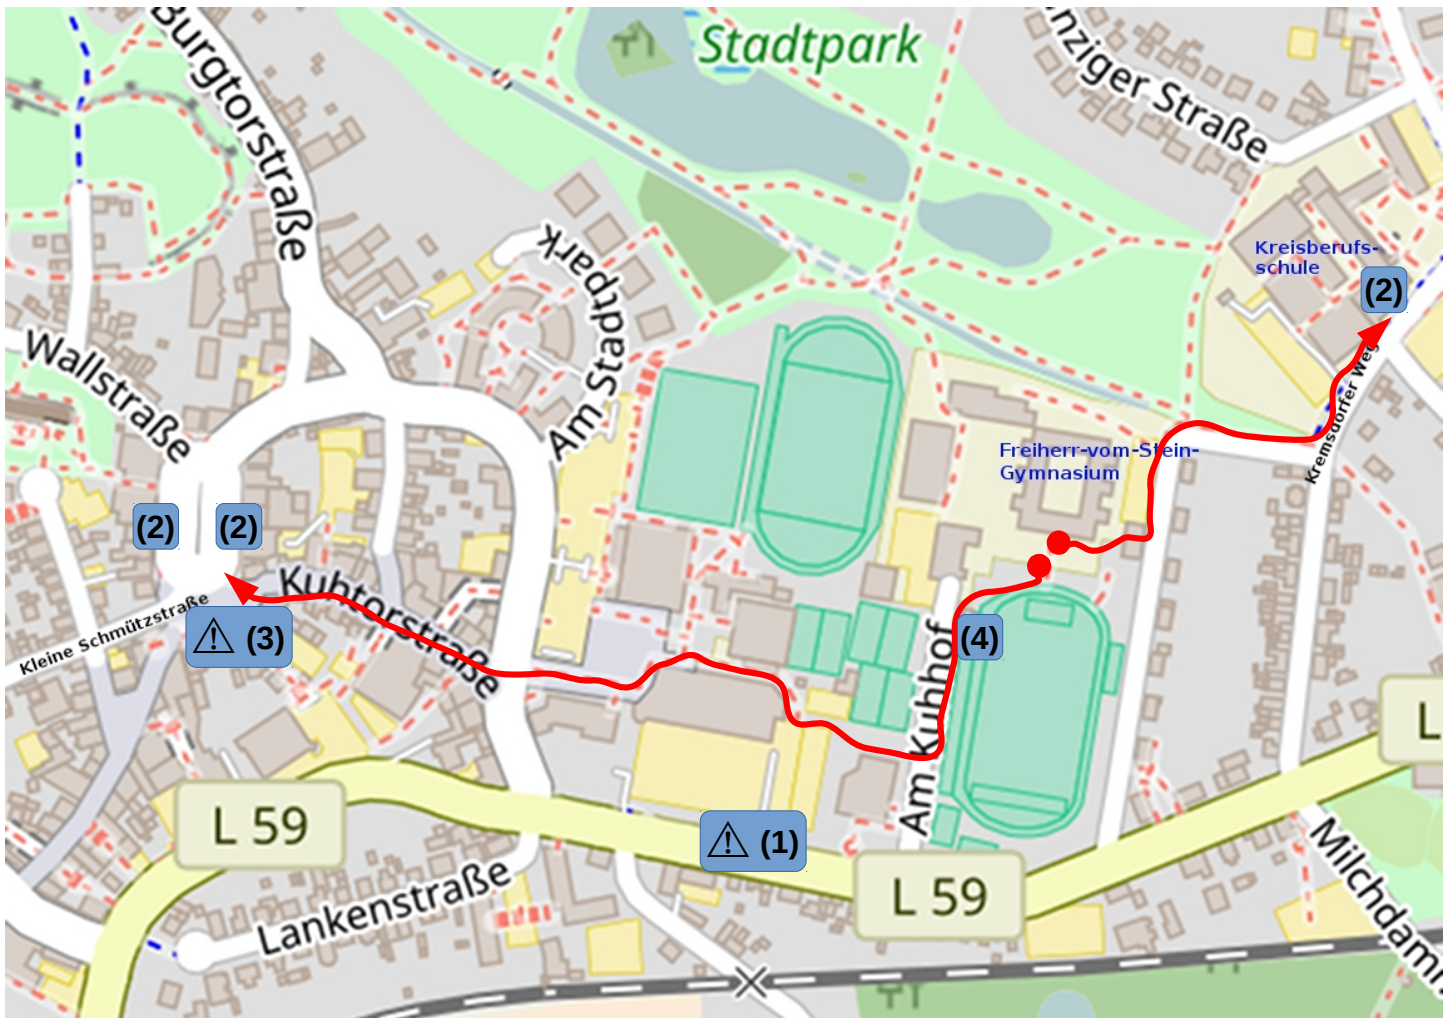 Burgtorstraße
Stadtpark
nziger Straße
Kreisberufs-
schule
(2)
Am Stadtpark
Wallstraße
Kremsdorfer Weg
Freiherr-vom-Stein-
Gymnasium
(2)
(2)
Kuhtorstraße
Kleine Schmützstraße
⚠ (3)
(4)
Am Kuhhof
L
L 59
⚠ (1)
L 59
Lankenstraße
Milchdamm